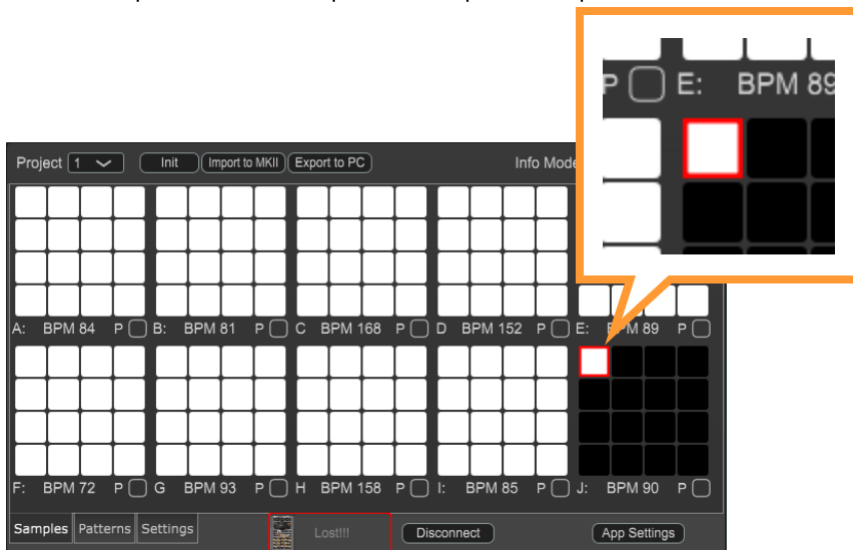 P E: BPM 89
Project 1 Init Import to MKII Export to PC Info Mode
A: BPM 84 P B: BPM 81 P C BPM 168 P D BPM 152 P E: BPM 89 P
F: BPM 72 P G BPM 93 P H BPM 158 P I: BPM 85 P J: BPM 90 P
Samples Patterns Settings Lost!!! Disconnect App Settings